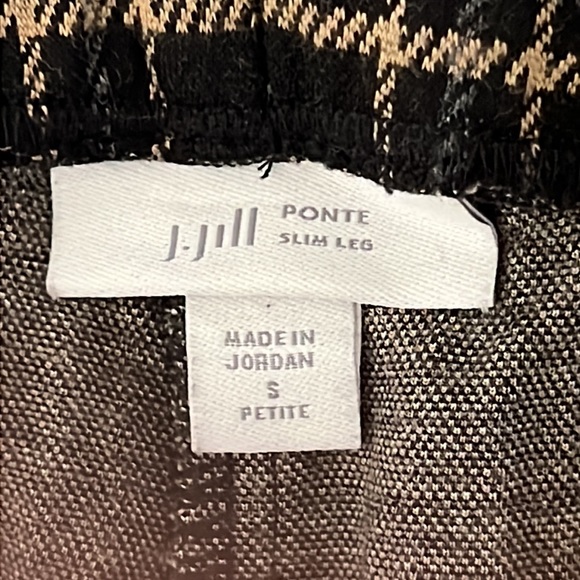 J.Jill PONTE
SLIM LEG
MADE IN
JORDAN
S
PETITE